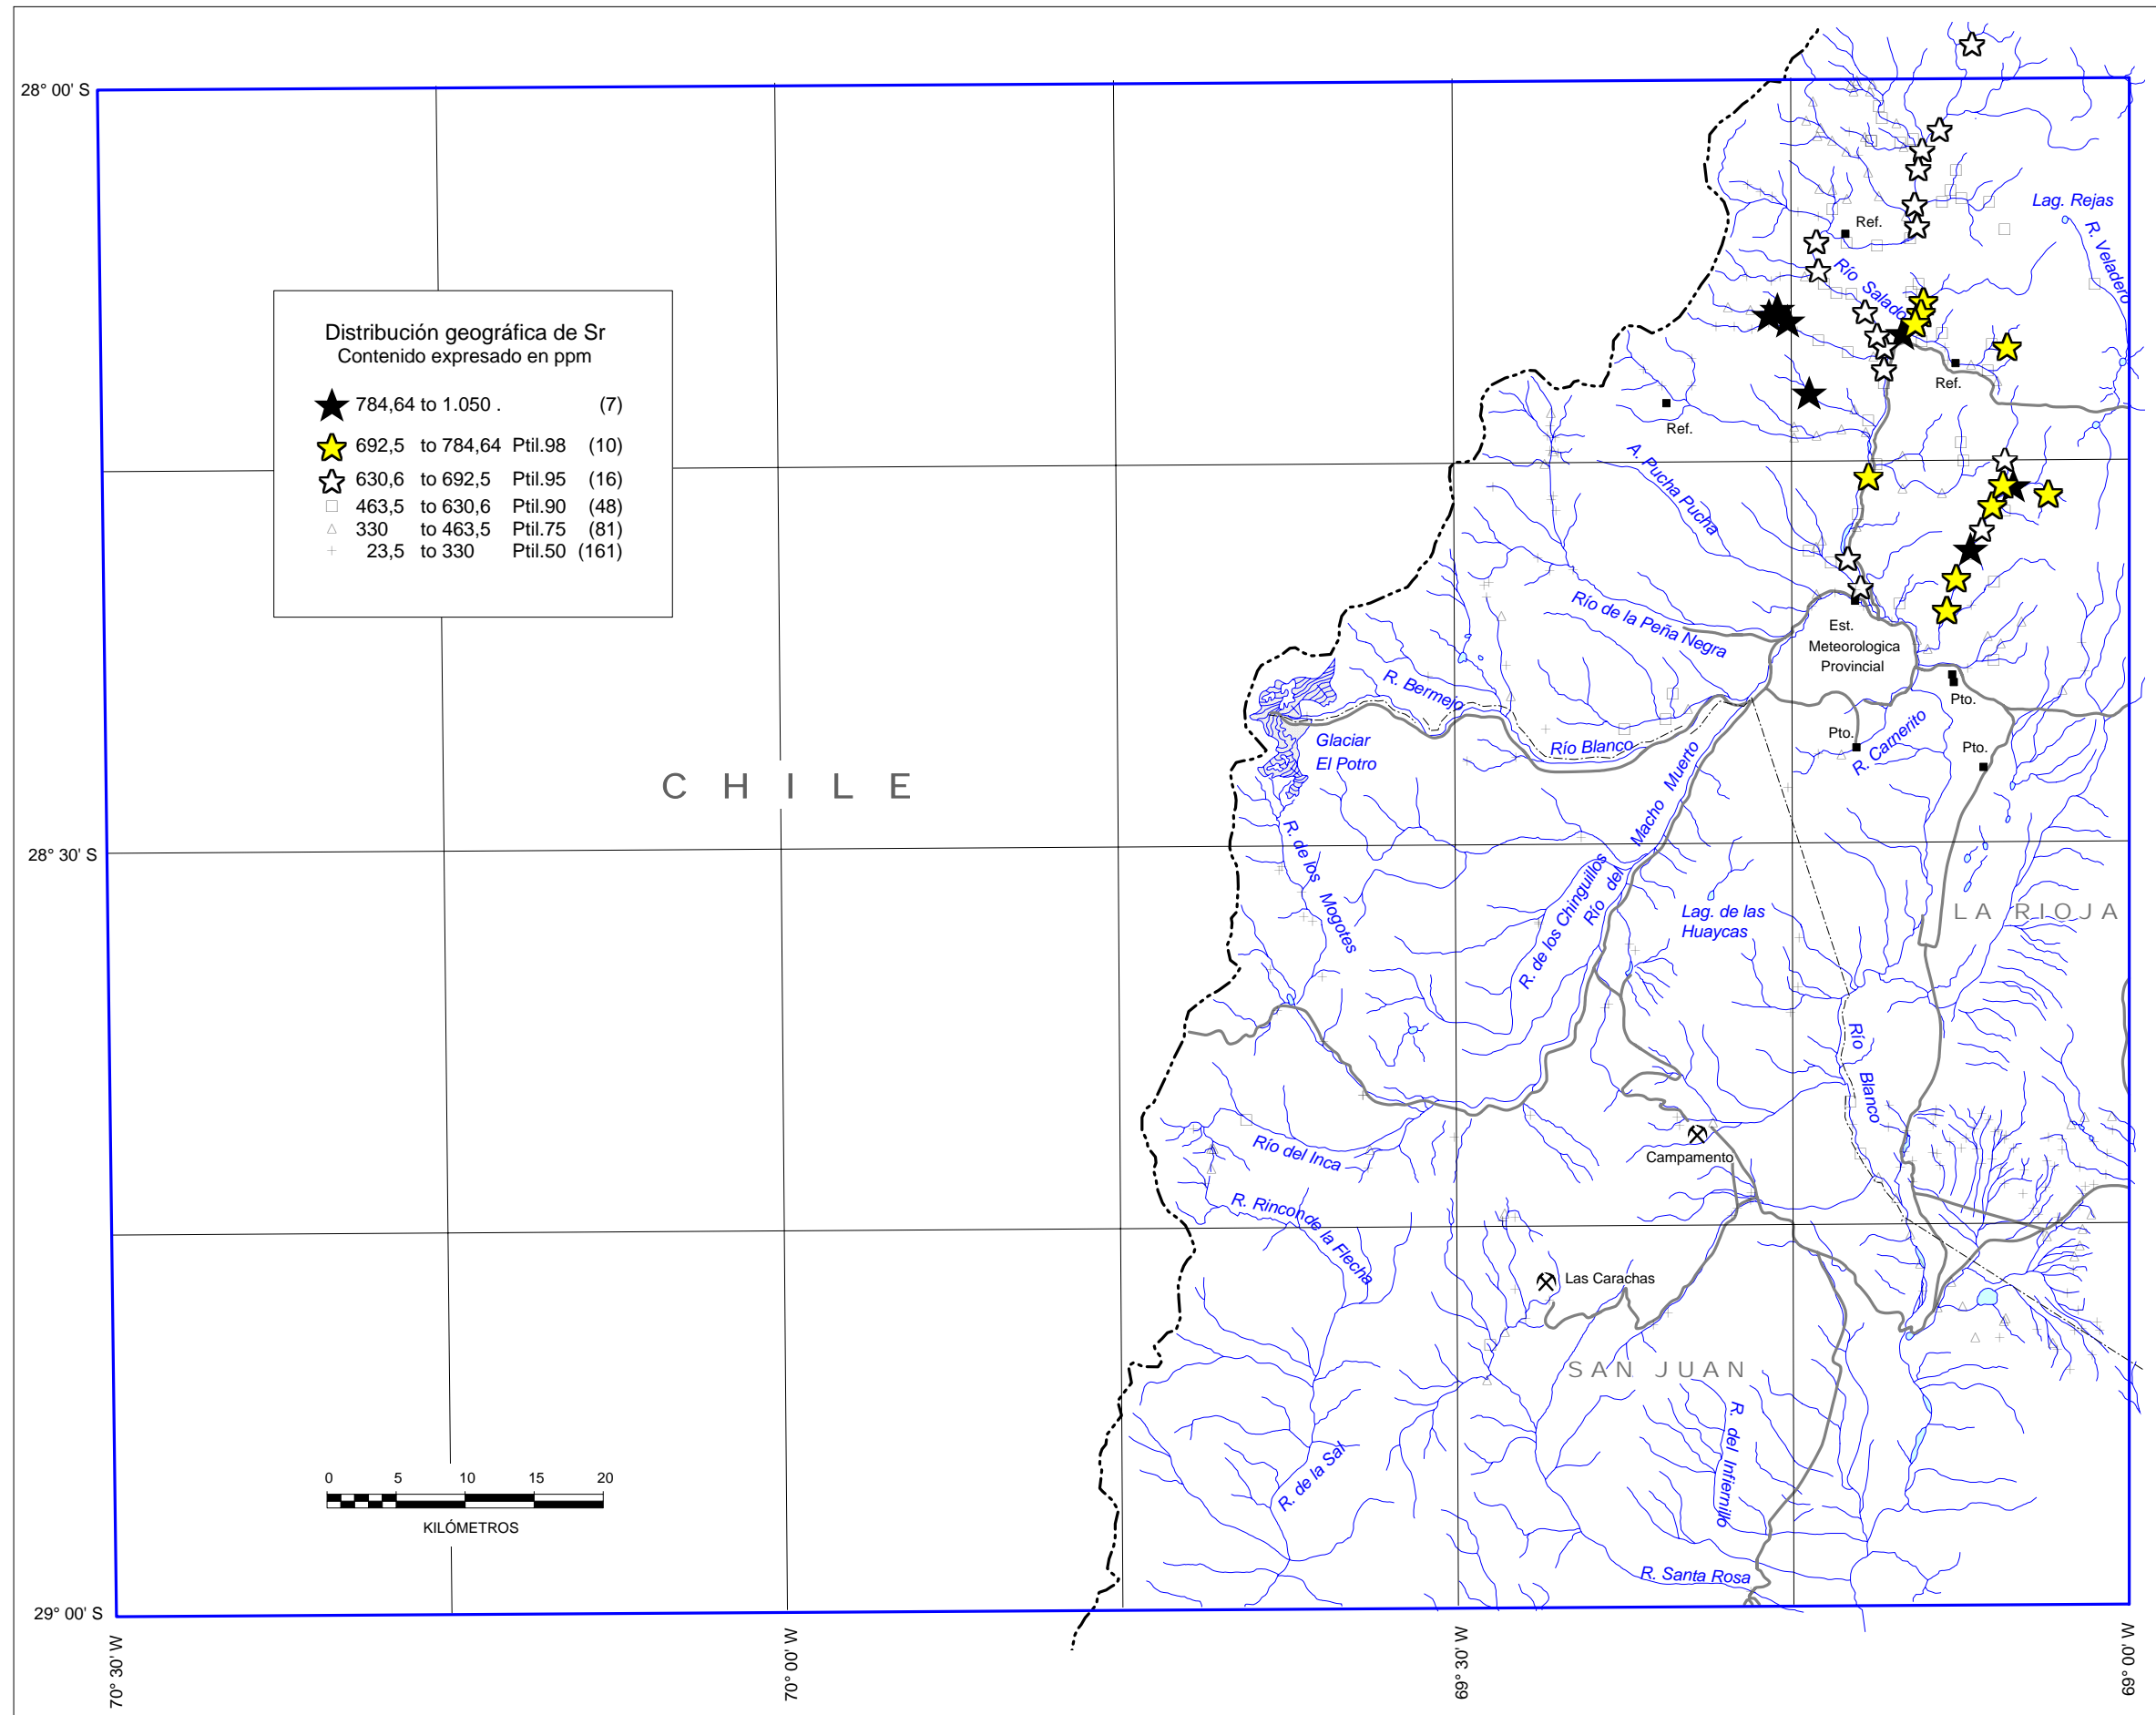 28° 00' S
Lag. Rejas
R. Veladero
Ref.
Río Salado
Distribución geográfica de Sr
Contenido expresado en ppm
784,64 to 1.050 . (7)
692,5 to 784,64 Ptil.98 (10)
630,6 to 692,5 Ptil.95 (16)
463,5 to 630,6 Ptil.90 (48)
330 to 463,5 Ptil.75 (81)
23,5 to 330 Ptil.50 (161)
Ref.
Ref.
A. Pucha Pucha
Río de la Peña Negra
Est.
Meteorologica
Provincial
R. Bermejo
Pto.
Glaciar
El Potro
Río Blanco
Pto.
R. Carnerito
Pto.
CHILE
Río del Macho Muerto
28° 30' S
R. de los Mogotes
R. de los Chinguillos
Lag. de las
Huaycas
LA RIOJA
Río Blanco
Río del Inca
Campamento
R. Rincon de la Flecha
Las Carachas
SAN JUAN
R. del Infiernillo
R. de la Sal
0 5 10 15 20
KILÓMETROS
R. Santa Rosa
29° 00' S
70° 30' W
70° 00' W
69° 30' W
69° 00' W